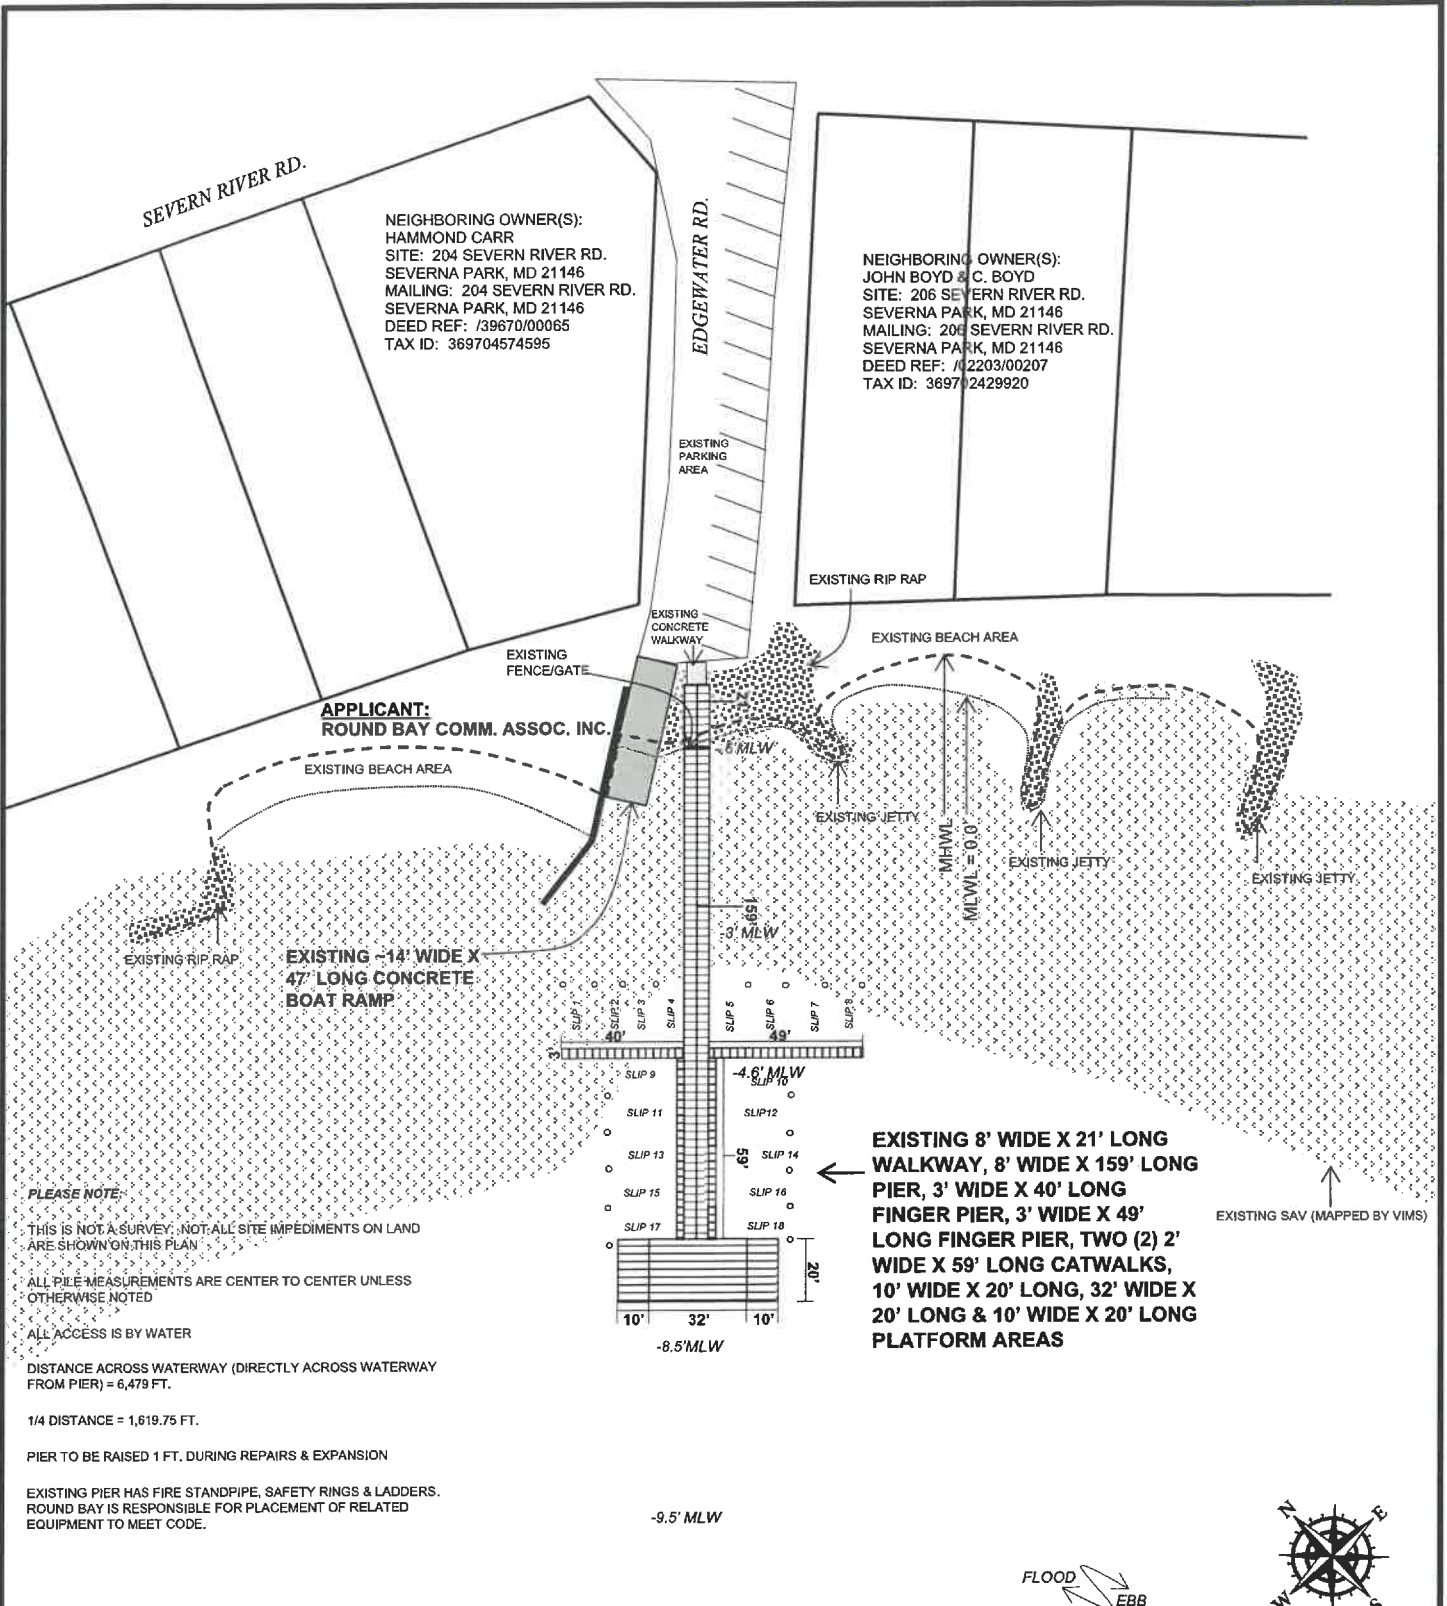 SEVERN RIVER RD.
NEIGHBORING OWNER(S):
HAMMOND CARR
SITE: 204 SEVERN RIVER RD.
SEVERNA PARK, MD 21146
MAILING: 204 SEVERN RIVER RD.
SEVERNA PARK, MD 21146
DEED REF: /39670/00065
TAX ID: 369704574595
EDGEWATER RD.
NEIGHBORING OWNER(S):
JOHN BOYD & C. BOYD
SITE: 206 SEVERN RIVER RD.
SEVERNA PARK, MD 21146
MAILING: 206 SEVERN RIVER RD.
SEVERNA PARK, MD 21146
DEED REF: /02203/00207
TAX ID: 369702429920
EXISTING
PARKING
AREA
EXISTING RIP RAP
EXISTING
CONCRETE
WALKWAY
EXISTING BEACH AREA
EXISTING
FENCE/GATE
APPLICANT:
ROUND BAY COMM. ASSOC. INC.
MLW
EXISTING BEACH AREA
EXISTING JETTY
MHWL
MLWL = 0.0'
EXISTING JETTY
EXISTING JETTY
159'
-3' MLW
EXISTING RIP RAP
EXISTING ~14' WIDE X
47' LONG CONCRETE
BOAT RAMP
SLIP 1
SLIP 2
SLIP 3
SLIP 4
SLIP 5
SLIP 6
SLIP 7
SLIP 8
40'
49'
3'
SLIP 9
-4.6' MLW
SLIP 10
SLIP 11
SLIP12
SLIP 13
59'
SLIP 14
SLIP 15
SLIP 16
SLIP 17
SLIP 18
20'
10'
32'
10'
-8.5'MLW
EXISTING 8' WIDE X 21' LONG
WALKWAY, 8' WIDE X 159' LONG
PIER, 3' WIDE X 40' LONG
FINGER PIER, 3' WIDE X 49'
LONG FINGER PIER, TWO (2) 2'
WIDE X 59' LONG CATWALKS,
10' WIDE X 20' LONG, 32' WIDE X
20' LONG & 10' WIDE X 20' LONG
PLATFORM AREAS
EXISTING SAV (MAPPED BY VIMS)
PLEASE NOTE:
THIS IS NOT A SURVEY; NOT ALL SITE IMPEDIMENTS ON LAND
ARE SHOWN ON THIS PLAN
ALL PILE MEASUREMENTS ARE CENTER TO CENTER UNLESS
OTHERWISE NOTED
ALL ACCESS IS BY WATER
DISTANCE ACROSS WATERWAY (DIRECTLY ACROSS WATERWAY
FROM PIER) = 6,479 FT.
1/4 DISTANCE = 1,619.75 FT.
PIER TO BE RAISED 1 FT. DURING REPAIRS & EXPANSION
EXISTING PIER HAS FIRE STANDPIPE, SAFETY RINGS & LADDERS.
ROUND BAY IS RESPONSIBLE FOR PLACEMENT OF RELATED
EQUIPMENT TO MEET CODE.
-9.5' MLW
FLOOD
EBB
N
E
W
S